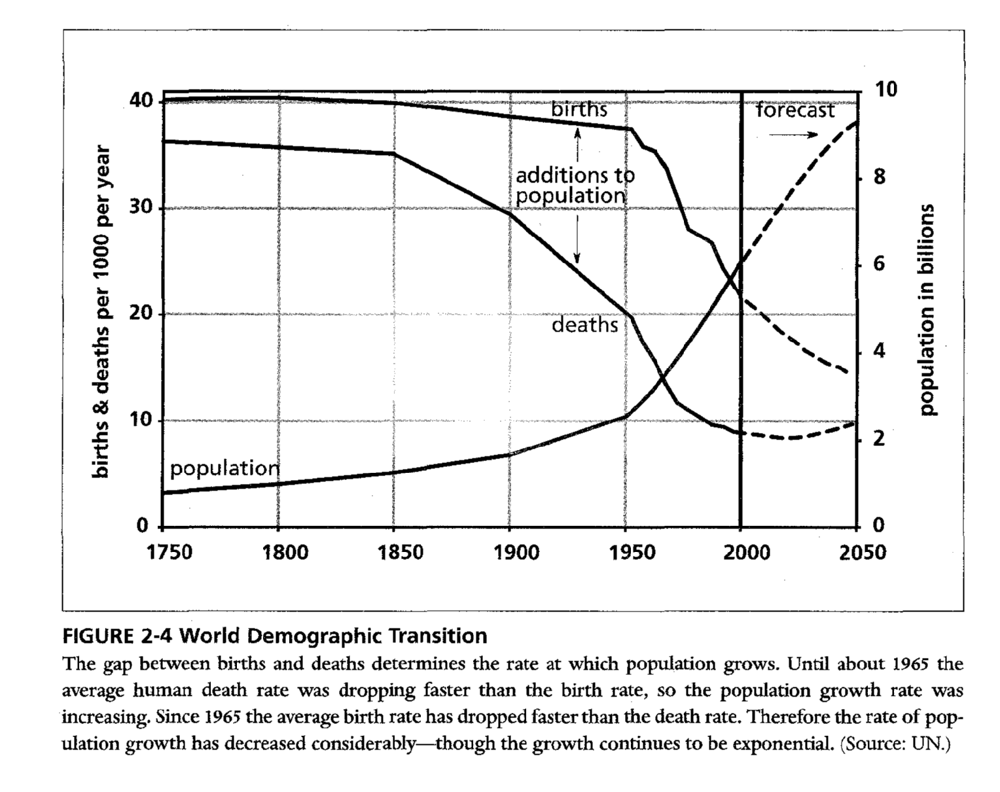 births & deaths per 1000 per year
40
30
20
10
0
births
additions to
population
deaths
population
forecast
10
8
6
4
2
0
population in billions
1750 1800 1850 1900 1950 2000 2050
FIGURE 2-4 World Demographic Transition
The gap between births and deaths determines the rate at which population grows. Until about 1965 the
average human death rate was dropping faster than the birth rate, so the population growth rate was
increasing. Since 1965 the average birth rate has dropped faster than the death rate. Therefore the rate of pop-
ulation growth has decreased considerably—though the growth continues to be exponential. (Source: UN.)